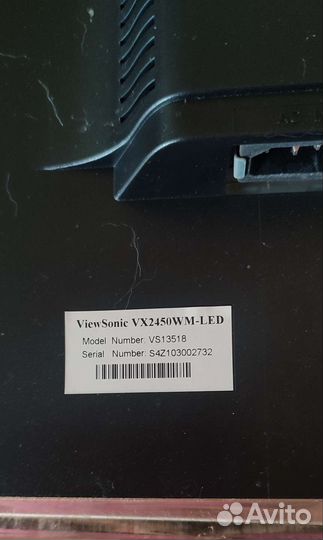 ViewSonic VX2450WM-LED
Model Number: VS13518
Serial Number: S4Z103002732
Avito